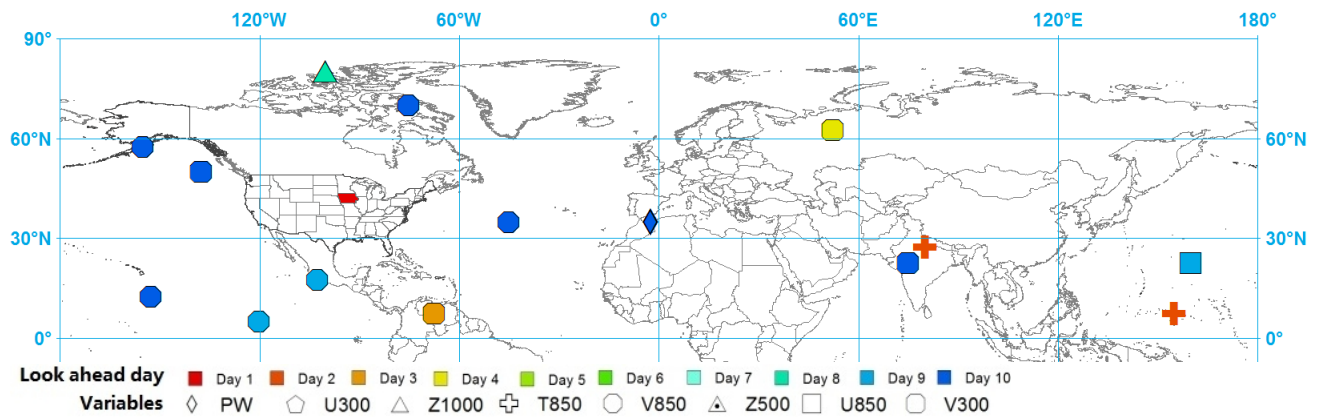 120°W 60°W 0° 60°E 120°E 180°
90°
60° 60°N
30°N 30°N
0° 0°
Look ahead day Day 1 Day 2 Day 3 Day 4 Day 5 Day 6 Day 7 Day 8 Day 9 Day 10
Variables PW U300 Z1000 T850 V850 Z500 U850 V300